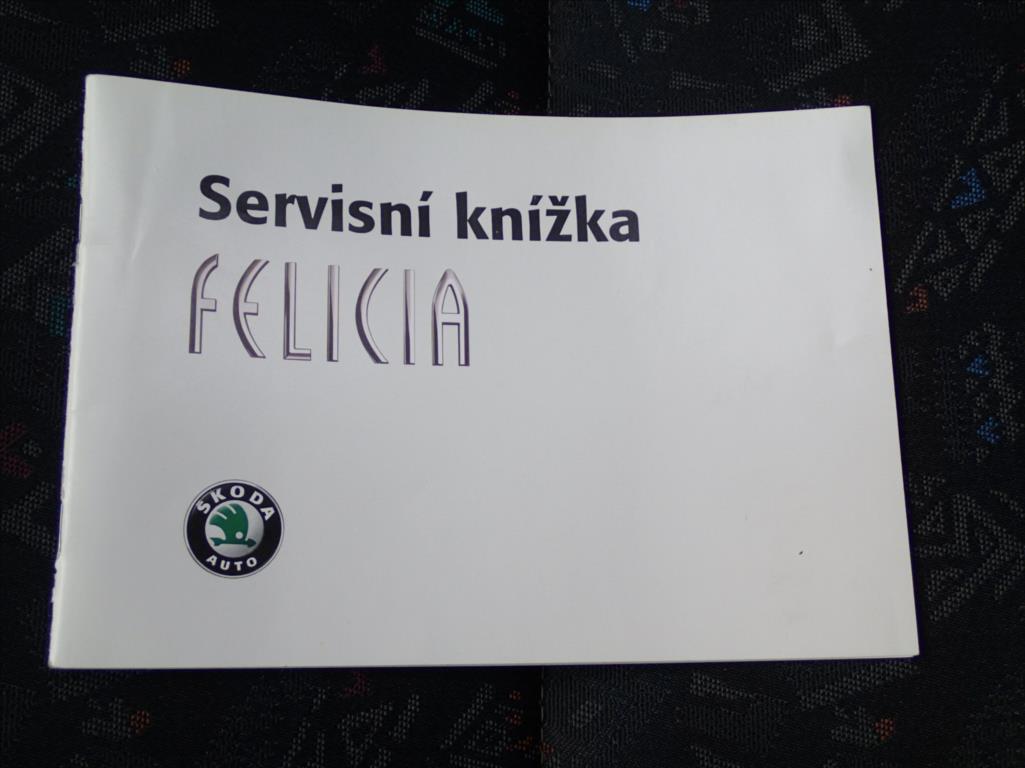 Servisní knížka
FELICIA
ŠKODA
AUTO